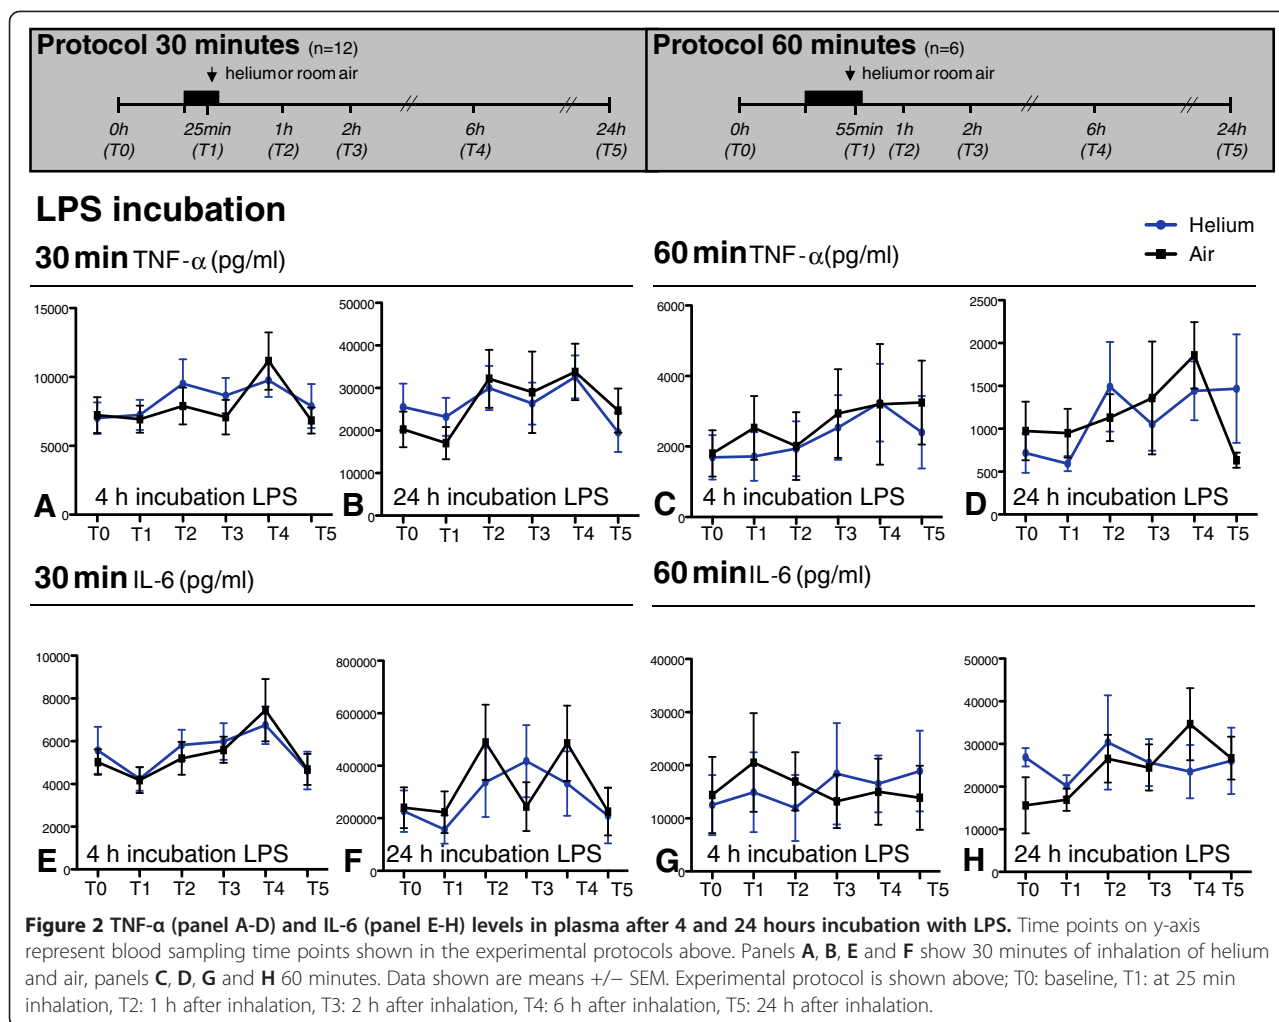 Protocol 30 minutes (n=12)
helium or room air
0h 25min 1h 2h 6h 24h
(T0) (T1) (T2) (T3) (T4) (T5)
Protocol 60 minutes (n=6)
helium or room air
0h 55min 1h 2h 6h 24h
(T0) (T1) (T2) (T3) (T4) (T5)
LPS incubation
Helium
Air
30 min TNF-α (pg/ml)
60 min TNF-α(pg/ml)
15000
10000
5000
0
A 4 h incubation LPS
T0 T1 T2 T3 T4 T5
50000
40000
30000
20000
10000
0
B 24 h incubation LPS
T0 T1 T2 T3 T4 T5
6000
4000
2000
0
C 4 h incubation LPS
T0 T1 T2 T3 T4 T5
2500
2000
1500
1000
500
0
D 24 h incubation LPS
T0 T1 T2 T3 T4 T5
30 min IL-6 (pg/ml)
60 min IL-6 (pg/ml)
10000
8000
6000
4000
2000
0
E 4 h incubation LPS
T0 T1 T2 T3 T4 T5
800000
600000
400000
200000
0
F 24 h incubation LPS
T0 T1 T2 T3 T4 T5
40000
30000
20000
10000
0
G 4 h incubation LPS
T0 T1 T2 T3 T4 T5
50000
40000
30000
20000
10000
0
H 24 h incubation LPS
T0 T1 T2 T3 T4 T5
Figure 2 TNF-α (panel A-D) and IL-6 (panel E-H) levels in plasma after 4 and 24 hours incubation with LPS. Time points on y-axis
represent blood sampling time points shown in the experimental protocols above. Panels A, B, E and F show 30 minutes of inhalation of helium
and air, panels C, D, G and H 60 minutes. Data shown are means +/− SEM. Experimental protocol is shown above; T0: baseline, T1: at 25 min
inhalation, T2: 1 h after inhalation, T3: 2 h after inhalation, T4: 6 h after inhalation, T5: 24 h after inhalation.